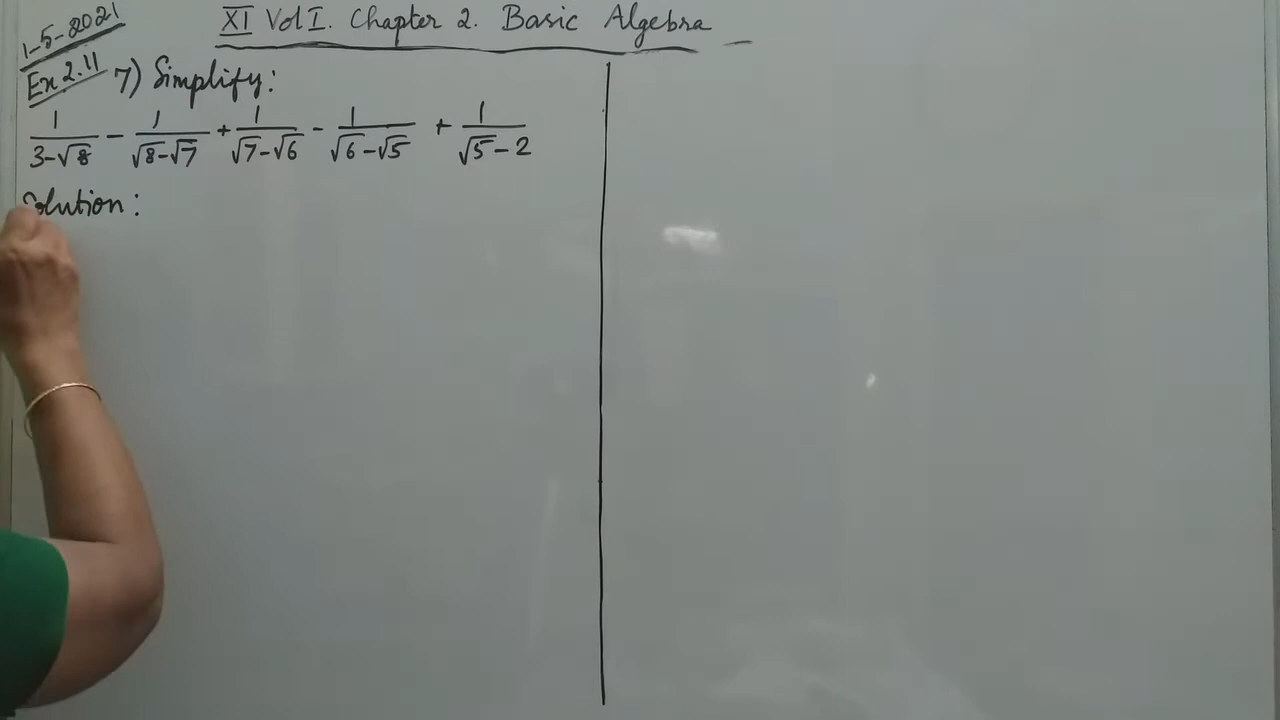 1-5-2021
XI Vol I. Chapter 2. Basic Algebra
Ex 2.11 7) Simplify:
1/(3-√8) - 1/(√8-√7) + 1/(√7-√6) - 1/(√6-√5) + 1/(√5-2)
Solution: